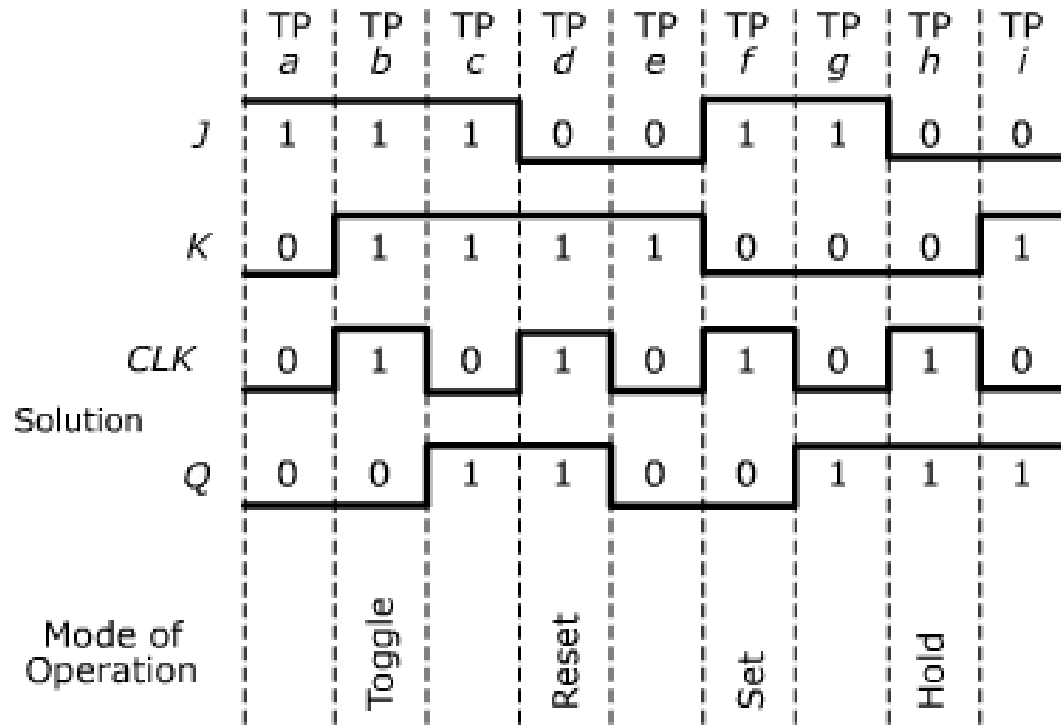 TP TP TP TP TP TP TP TP TP
a b c d e f g h i
J 1 1 1 0 0 1 1 0 0
K 0 1 1 1 1 0 0 0 1
CLK 0 1 0 1 0 1 0 1 0
Solution
Q 0 0 1 1 0 0 1 1 1
Mode of
Operation
Toggle
Reset
Set
Hold